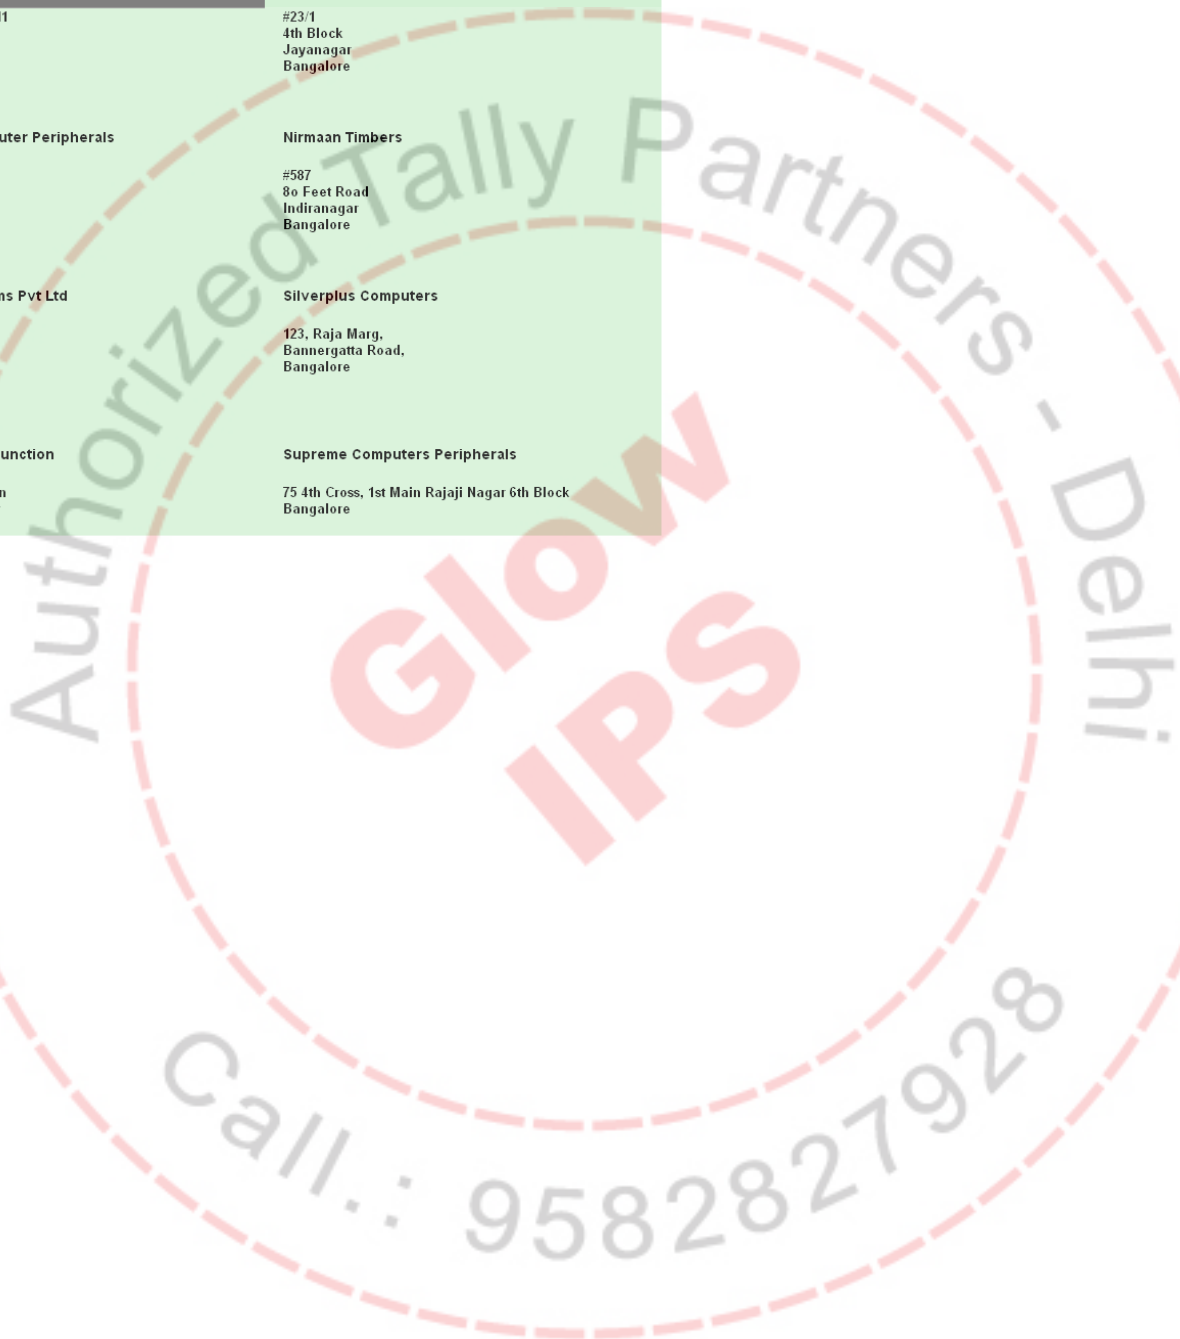 #23/1
4th Block
Jayanagar
Bangalore
uter Peripherals
Nirmaan Timbers
#587
8o Feet Road
Indiranagar
Bangalore
ns Pvt Ltd
Silverplus Computers
123, Raja Marg,
Bannergatta Road,
Bangalore
unction
Supreme Computers Peripherals
n
75 4th Cross, 1st Main Rajaji Nagar 6th Block
Bangalore
Authorized Tally Partners - Delhi
Glow
IPS
Call.: 9582827928